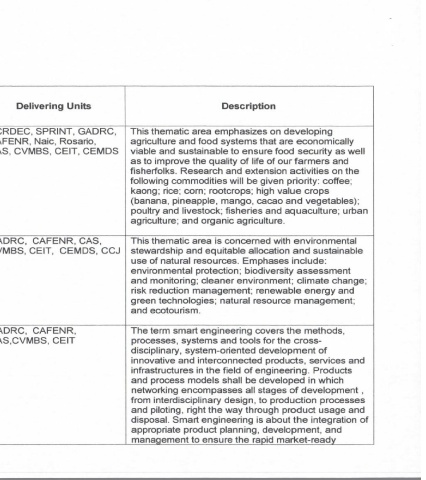 Delivering Units
Description
CRDEC, SPRINT, GADRC,
AFENR, Naic, Rosario,
AS, CVMBS, CEIT, CEMDS
This thematic area emphasizes on developing
agriculture and food systems that are economically
viable and sustainable to ensure food security as well
as to improve the quality of life of our farmers and
fisherfolks. Research and extension activities on the
following commodities will be given priority: coffee;
kaong; rice; corn; rootcrops; high value crops
(banana, pineapple, mango, cacao and vegetables);
poultry and livestock; fisheries and aquaculture; urban
agriculture; and organic agriculture.
ADRC, CAFENR, CAS,
VMBS, CEIT, CEMDS, CCJ
This thematic area is concerned with environmental
stewardship and equitable allocation and sustainable
use of natural resources. Emphases include:
environmental protection; biodiversity assessment
and monitoring; cleaner environment; climate change;
risk reduction management; renewable energy and
green technologies; natural resource management;
and ecotourism.
ADRC, CAFENR,
AS,CVMBS, CEIT
The term smart engineering covers the methods,
processes, systems and tools for the cross-
disciplinary, system-oriented development of
innovative and interconnected products, services and
infrastructures in the field of engineering. Products
and process models shall be developed in which
networking encompasses all stages of development ,
from interdisciplinary design, to production processes
and piloting, right the way through product usage and
disposal. Smart engineering is about the integration of
appropriate product planning, development, and
management to ensure the rapid market-ready